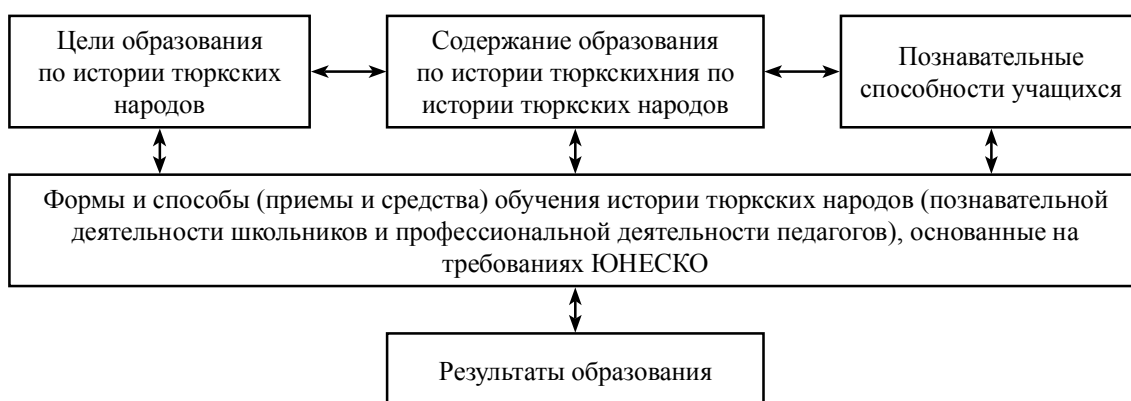 Цели образования
по истории тюркских
народов
Содержание образования
по истории тюркскихния по
истории тюркских народов
Познавательные
способности учащихся
Формы и способы (приемы и средства) обучения истории тюркских народов (познавательной
деятельности школьников и профессиональной деятельности педагогов), основанные на
требованиях ЮНЕСКО
Результаты образования